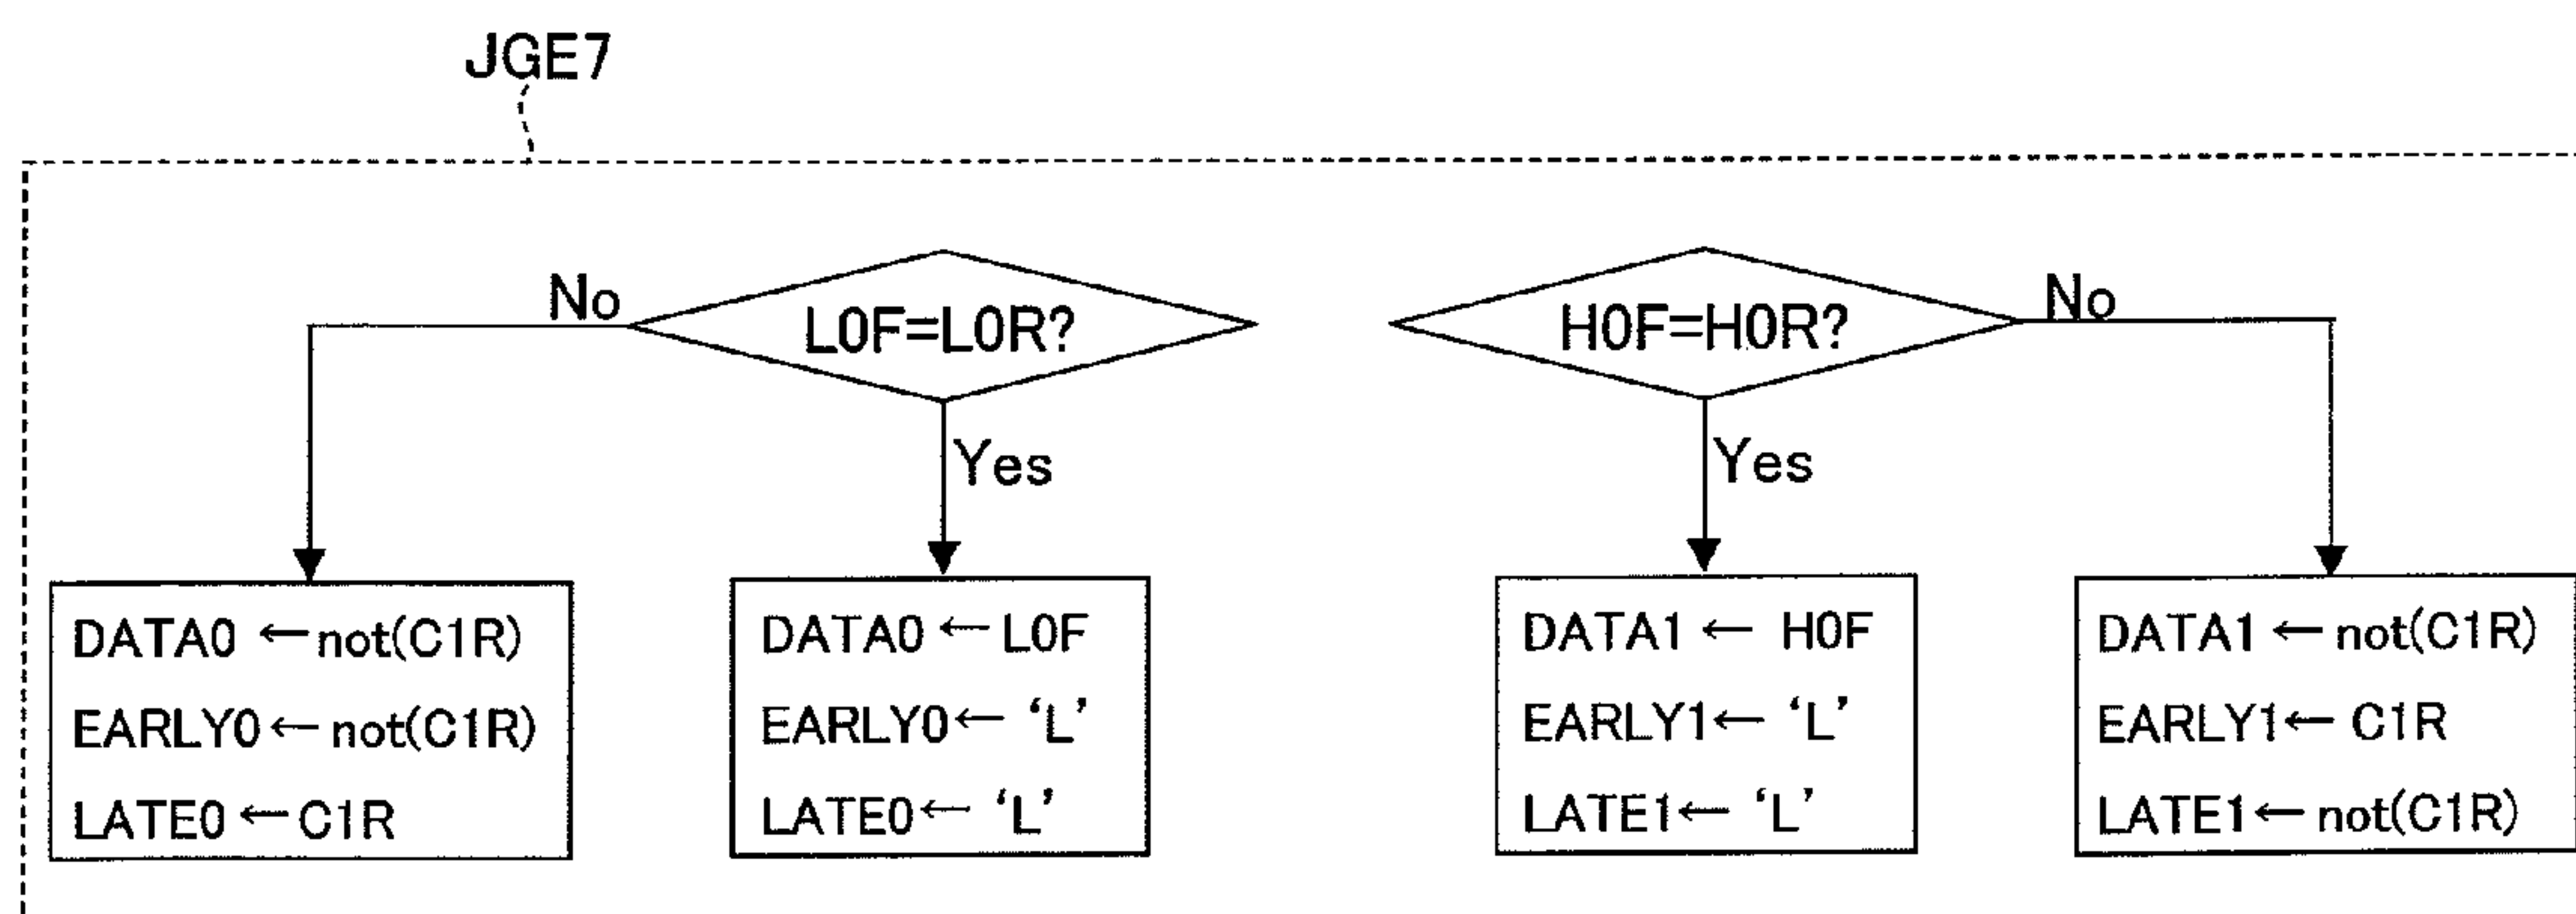 JGE7
No
L0F=L0R?
Yes
DATA0 ←not(C1R)
EARLY0←not(C1R)
LATE0 ←C1R
DATA0 ← L0F
EARLY0← ‘L’
LATE0← ‘L’
H0F=H0R?
No
Yes
DATA1 ← H0F
EARLY1← ‘L’
LATE1← ‘L’
DATA1 ← not(C1R)
EARLY1← C1R
LATE1← not(C1R)